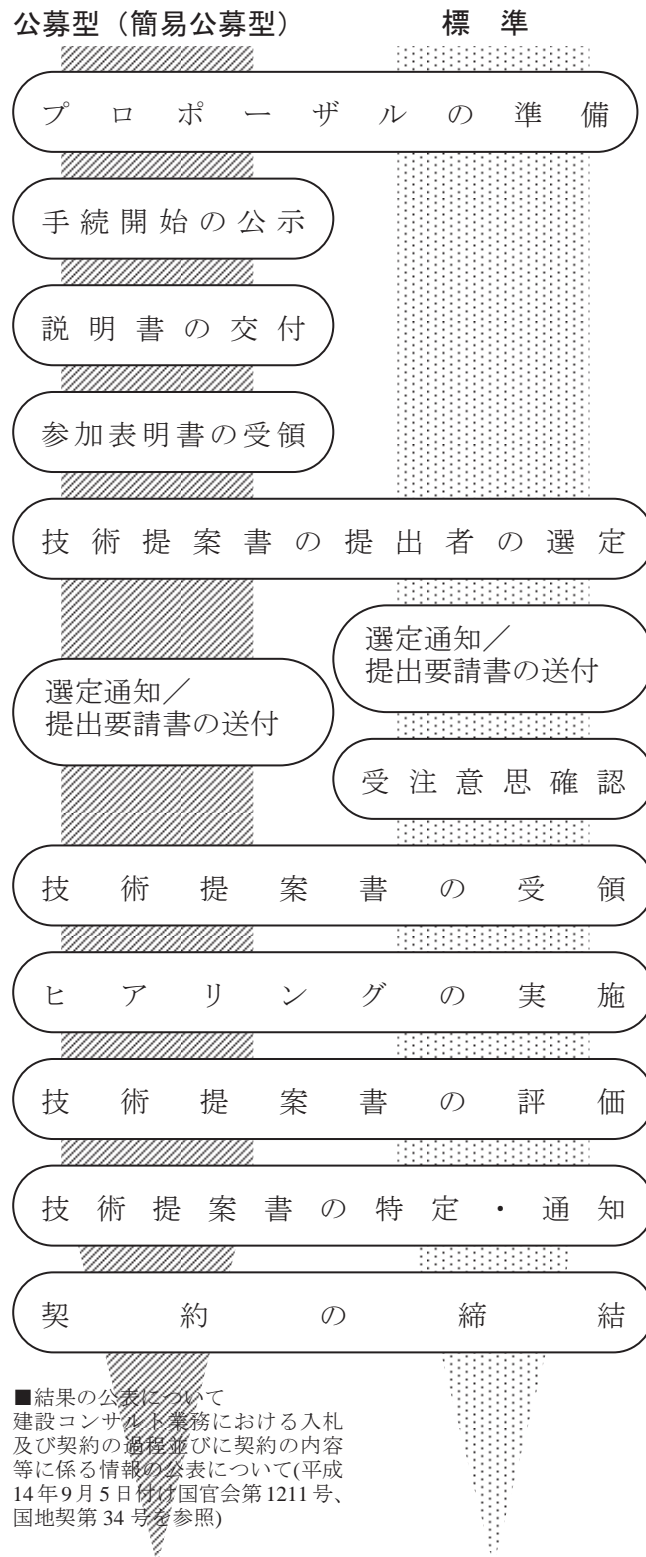 公募型（簡易公募型）
標準
プロポーザルの準備
手続開始の公示
説明書の交付
参加表明書の受領
技術提案書の提出者の選定
選定通知／
提出要請書の送付
選定通知／
提出要請書の送付
受注意思確認
技術提案書の受領
ヒアリングの実施
技術提案書の評価
技術提案書の特定・通知
契約の締結
■結果の公表について
建設コンサルト業務における入札
及び契約の過程並びに契約の内容
等に係る情報の公表について(平成
14年9月5日付け国官会第1211号、
国地契第34号を参照)